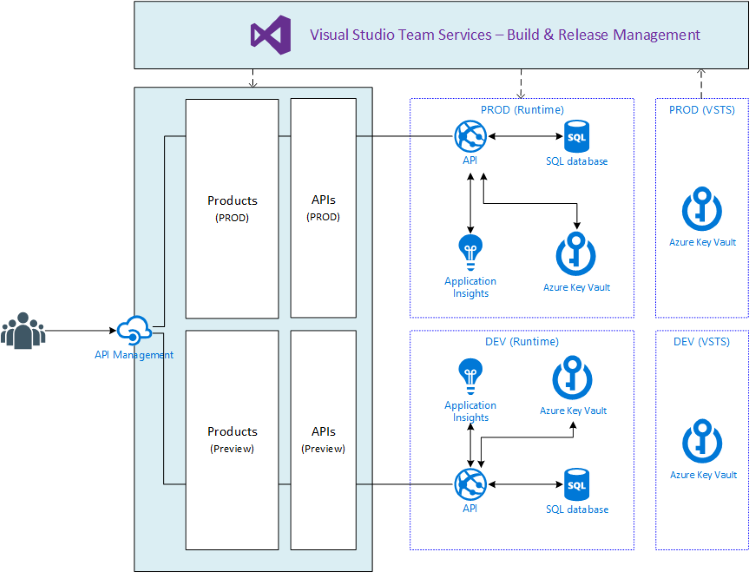 Visual Studio Team Services – Build & Release Management
PROD (Runtime)
API
SQL
SQL database
Application
Insights
Azure Key Vault
PROD (VSTS)
Azure Key Vault
Products
(PROD)
APIs
(PROD)
API Management
Products
(Preview)
APIs
(Preview)
DEV (Runtime)
Application
Insights
Azure Key Vault
API
SQL
SQL database
DEV (VSTS)
Azure Key Vault